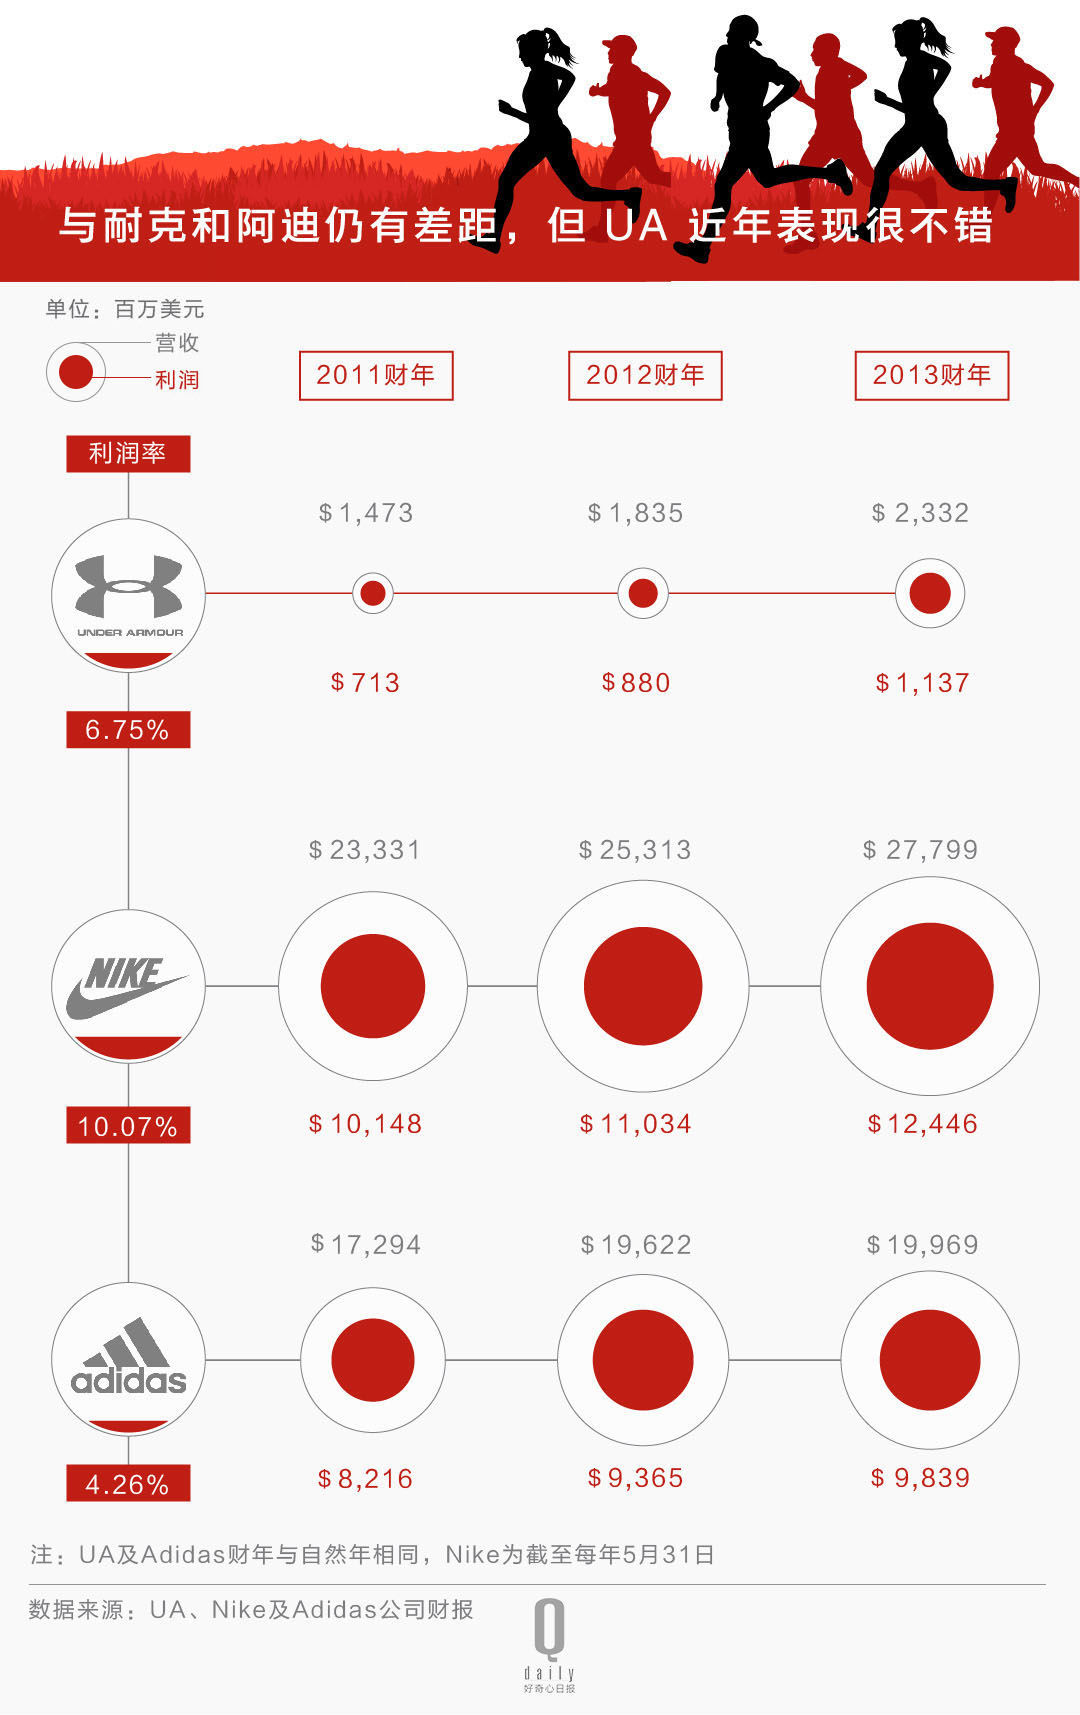 与耐克和阿迪仍有差距，但 UA 近年表现很不错
单位：百万美元
营收
利润
2011财年
2012财年
2013财年
利润率
$ 1,473
$ 1,835
$ 2,332
UNDER ARMOUR
$ 713
$ 880
$ 1,137
6.75%
$ 23,331
$ 25,313
$ 27,799
NIKE
10.07%
$ 10,148
$ 11,034
$ 12,446
$ 17,294
$ 19,622
$ 19,969
adidas
4.26%
$ 8,216
$ 9,365
$ 9,839
注：UA及Adidas财年与自然年相同，Nike为截至每年5月31日
数据来源：UA、Nike及Adidas公司财报
Q
daily
好奇心日报